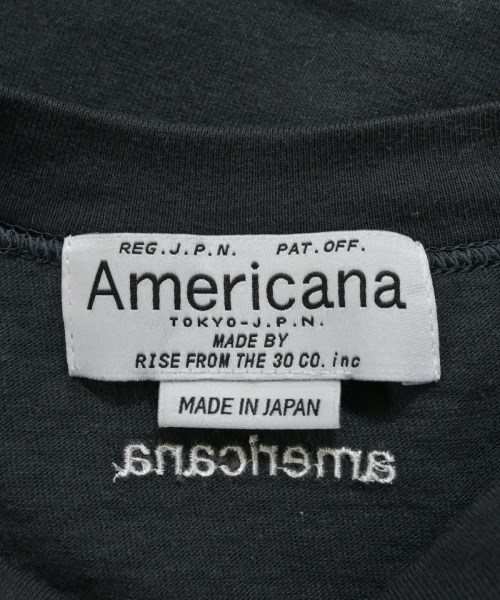 REG.J.P.N. PAT.OFF.
Americana
TOKYO-J.P.N.
MADE BY
RISE FROM THE 30 CO. inc
MADE IN JAPAN
americana.